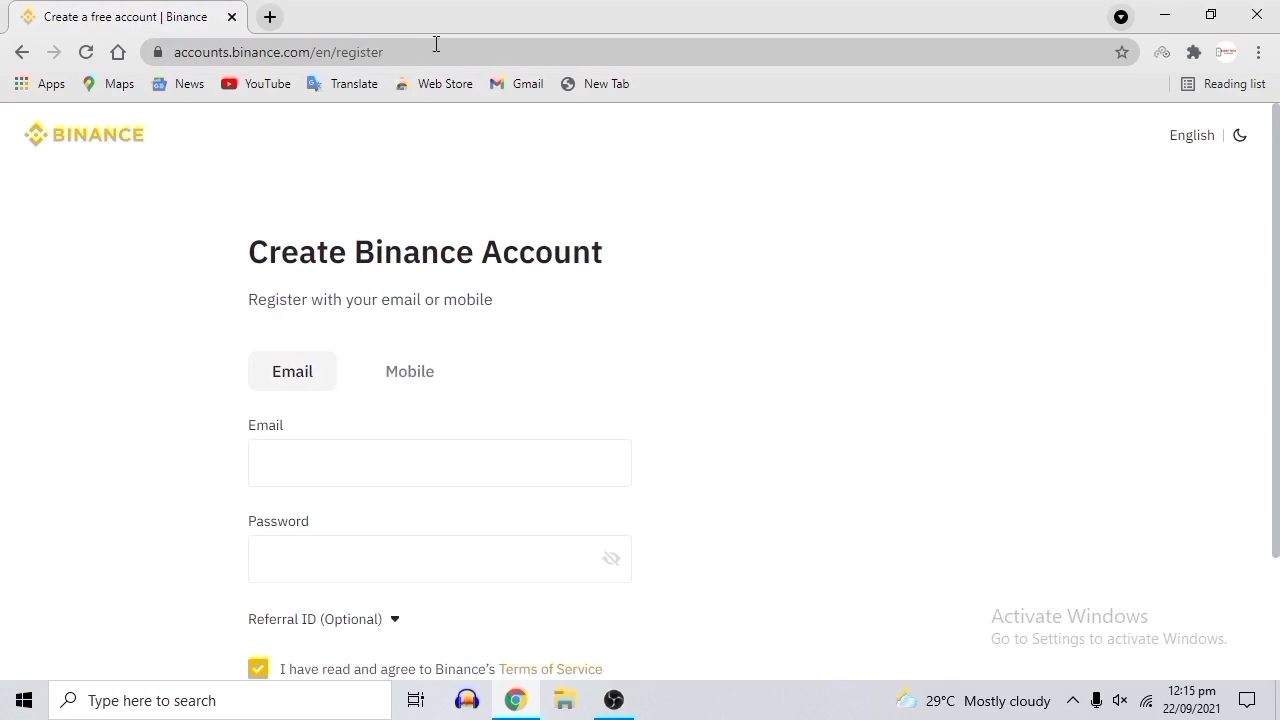 Create a free account | Binance
accounts.binance.com/en/register
Apps Maps News YouTube Translate Web Store Gmail New Tab Reading list
BINANCE
English |
Create Binance Account
Register with your email or mobile
Email Mobile
Email
Password
Referral ID (Optional)
I have read and agree to Binance’s Terms of Service
Activate Windows
Go to Settings to activate Windows.
Type here to search
29°C Mostly cloudy
12:15 pm
22/09/2021